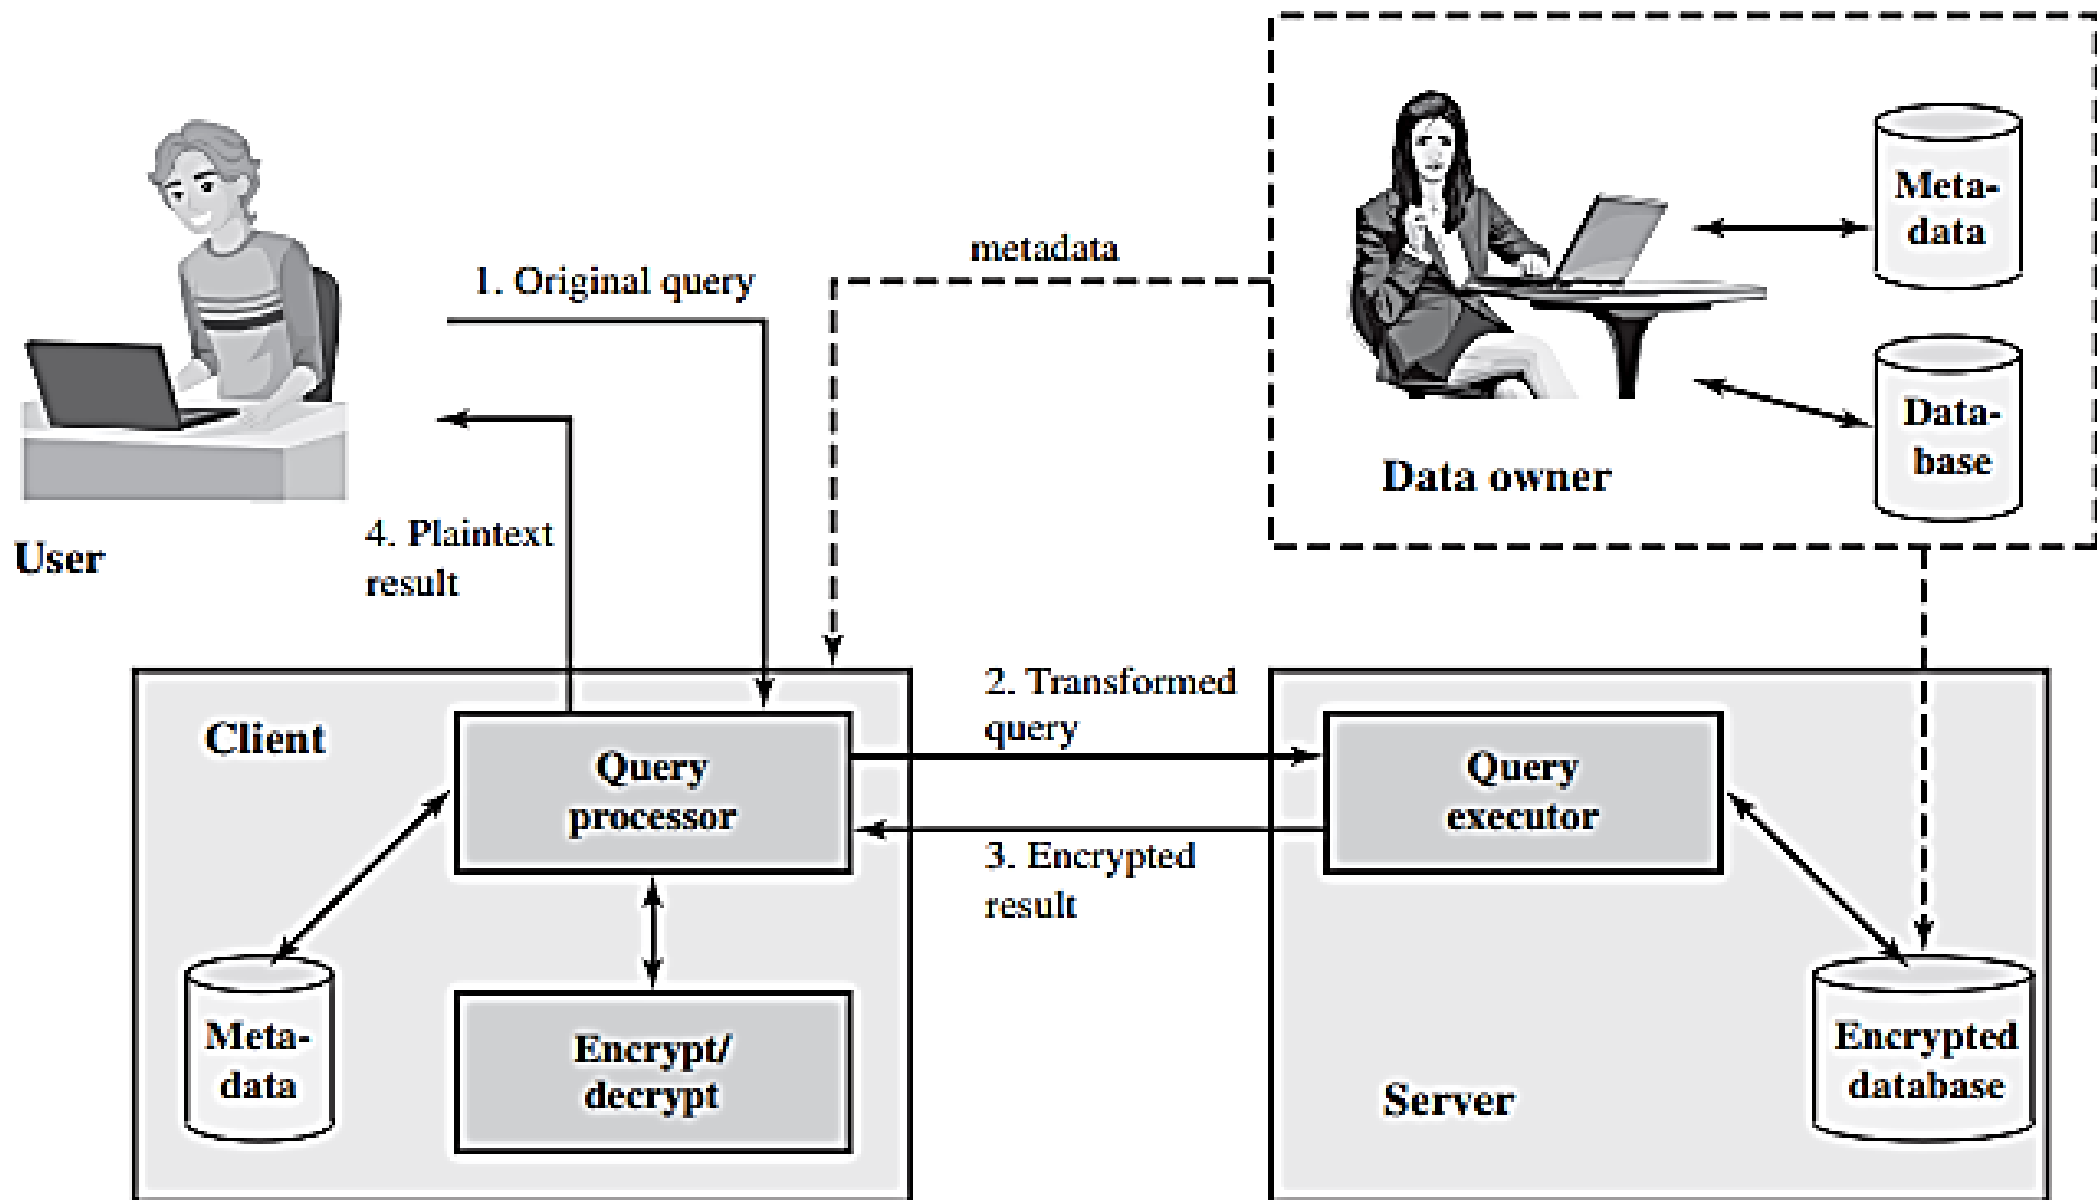 Meta-
data
metadata
1. Original query
Data-
base
Data owner
4. Plaintext
result
User
2. Transformed
query
Client
Query
processor
Query
executor
3. Encrypted
result
Meta-
data
Encrypt/
decrypt
Encrypted
database
Server